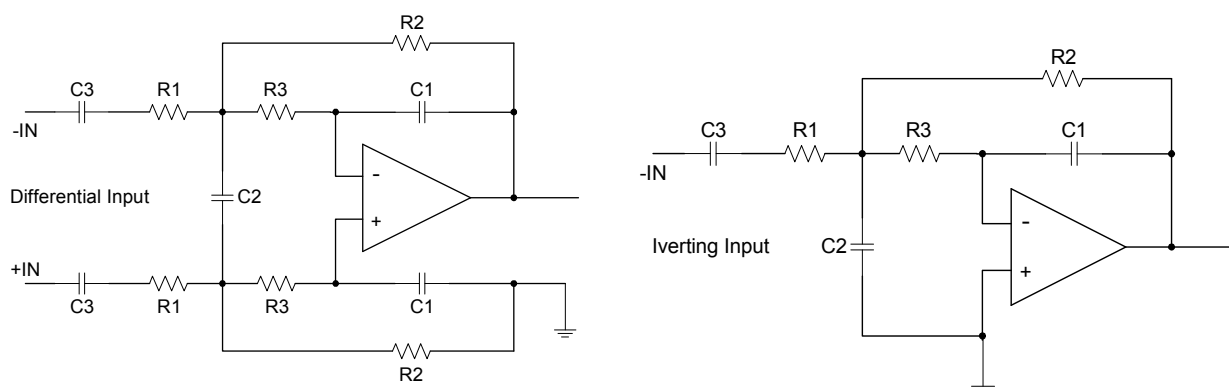 R2
C3
R1
R3
C1
-IN
-
Differential Input
C2
+
+IN
C3
R1
R3
C1
R2
R2
C3
R1
R3
C1
-IN
-
Iverting Input
C2
+